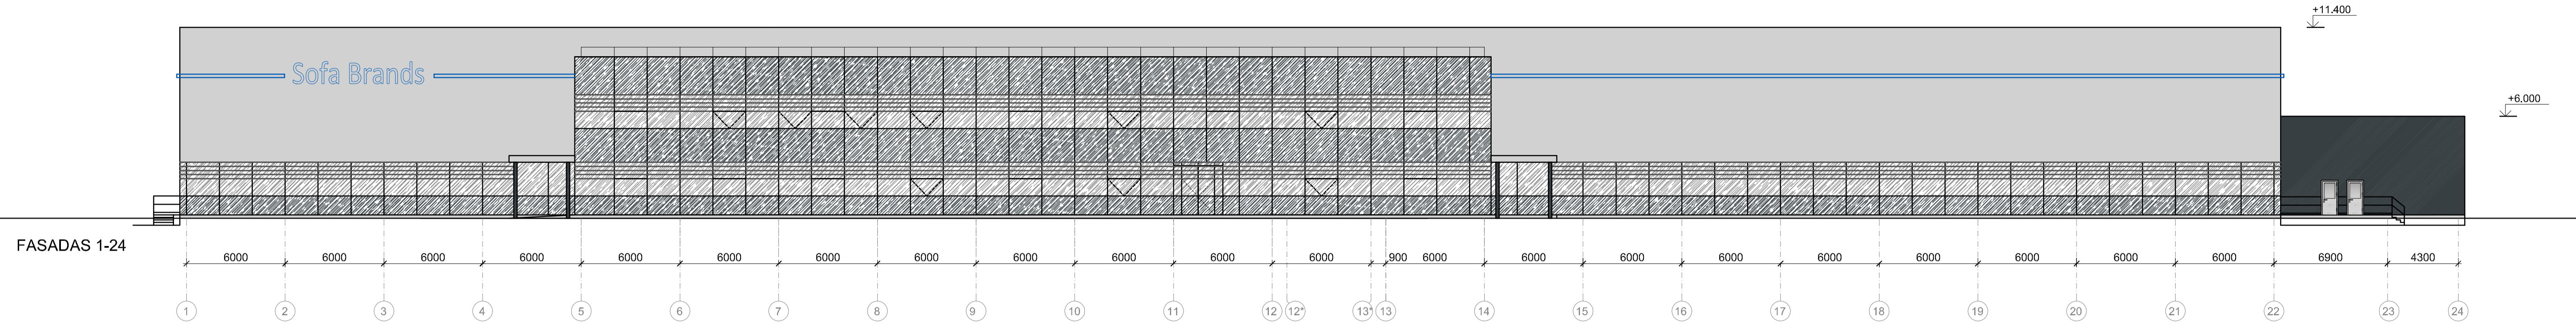 +11.400
Sofa Brands
+6.000
FASADAS 1-24
6000 6000 6000 6000 6000 6000 6000 6000 6000 6000 6000 6000 900 6000 6000 6000 6000 6000 6000 6000 6000 6900 4300
1 2 3 4 5 6 7 8 9 10 11 12 12* 13* 13 14 15 16 17 18 19 20 21 22 23 24